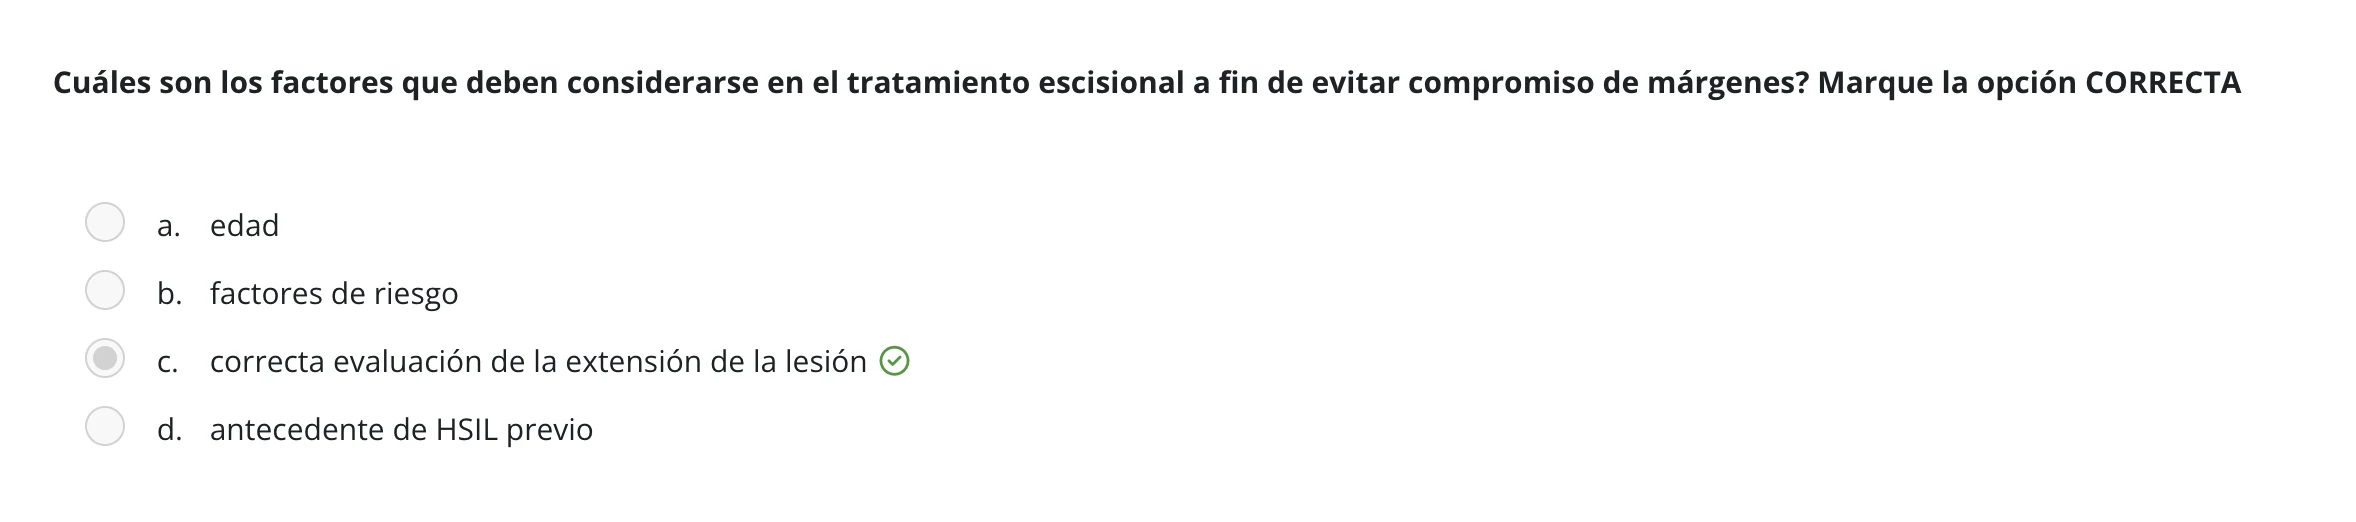 Cuáles son los factores que deben considerarse en el tratamiento escisional a fin de evitar compromiso de márgenes? Marque la opción CORRECTA
a. edad
b. factores de riesgo
c. correcta evaluación de la extensión de la lesión
d. antecedente de HSIL previo